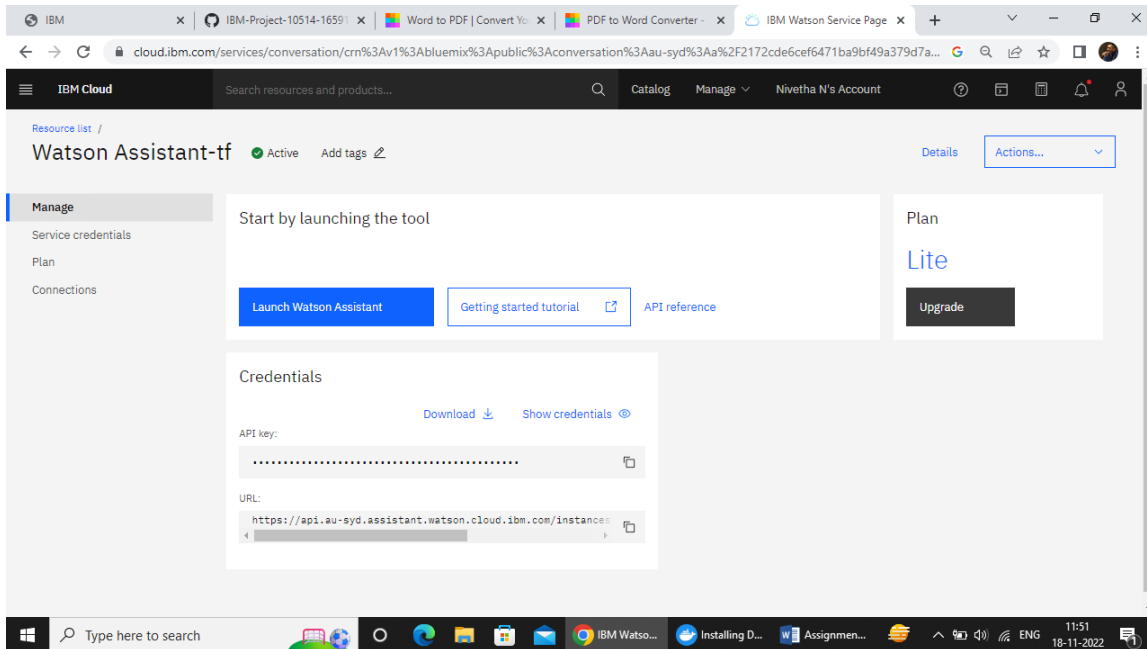 IBM
IBM-Project-10514-16591
Word to PDF | Convert Yo
PDF to Word Converter -
IBM Watson Service Page
cloud.ibm.com/services/conversation/crn%3Av1%3Abluemix%3Apublic%3Aconversation%3Aau-syd%3Aa%2F2172cde6cef6471ba9bf49a379d7a...
IBM Cloud
Search resources and products...
Catalog
Manage
Nivetha N's Account
Resource list /
Watson Assistant-tf
Active
Add tags
Details
Actions...
Manage
Service credentials
Plan
Connections
Start by launching the tool
Launch Watson Assistant
Getting started tutorial
API reference
Plan
Lite
Upgrade
Credentials
Download
Show credentials
API key:
............................................
URL:
https://api.au-syd.assistant.watson.cloud.ibm.com/instances
Type here to search
IBM Watso...
Installing D...
Assignmen...
ENG
11:51
18-11-2022